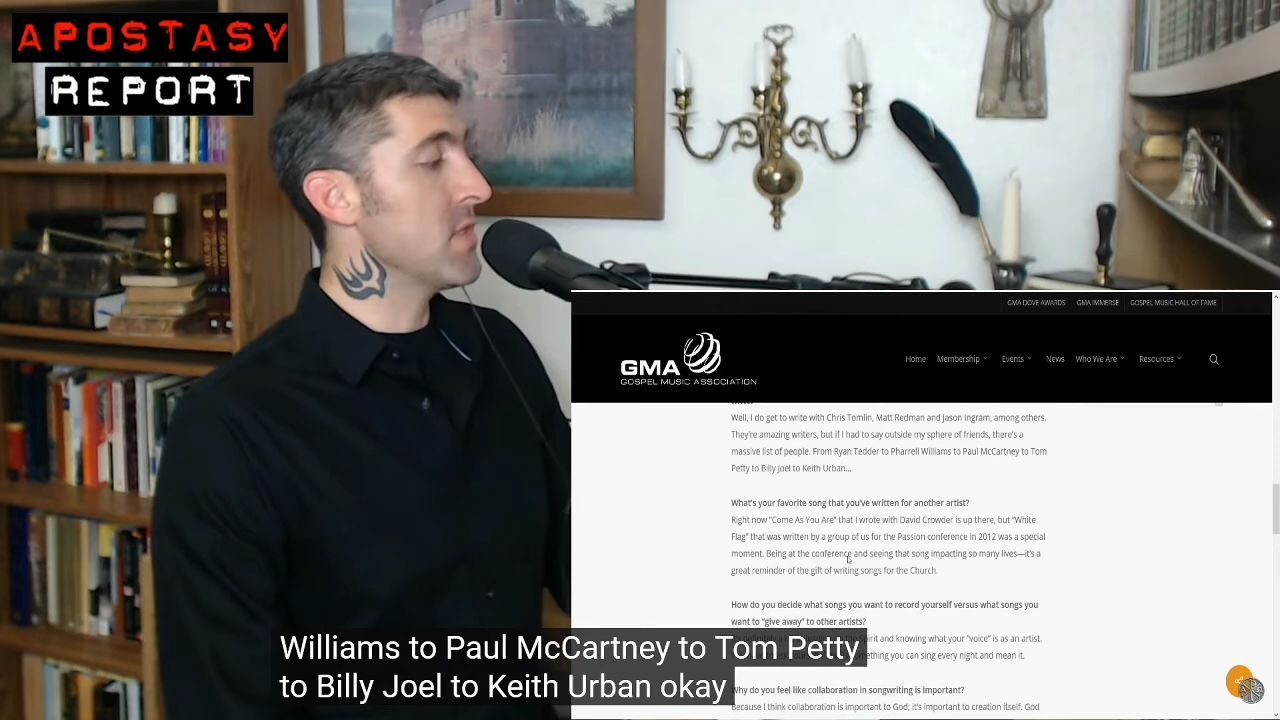 APOSTASY
REPORT
GMA DOVE AWARDS GMA IMMERSE GOSPEL MUSIC HALL OF FAME
GMA
GOSPEL MUSIC ASSOCIATION
Home Membership Events News Who We Are Resources
Well, I do get to write with Chris Tomlin, Matt Redman and Jason Ingram, among others.
They're amazing writers, but if I had to say outside my sphere of friends, there's a
massive list of people. From Ryan Tedder to Pharrell Williams to Paul McCartney to Tom
Petty to Billy Joel to Keith Urban...
What's your favorite song that you've written for another artist?
Right now "Come As You Are" that I wrote with David Crowder is up there, but "White
Flag" that was written by a group of us for the Passion conference in 2012 was a special
moment. Being at the conference and seeing that song impacting so many lives—it's a
great reminder of the gift of writing songs for the Church.
How do you decide what songs you want to record yourself versus what songs you
want to "give away" to other artists?
Spirit and knowing what your "voice" is as an artist.
something you can sing every night and mean it.
Why do you feel like collaboration in songwriting is important?
Because I think collaboration is important to God; it's important to creation itself. God
Williams to Paul McCartney to Tom Petty
to Billy Joel to Keith Urban okay